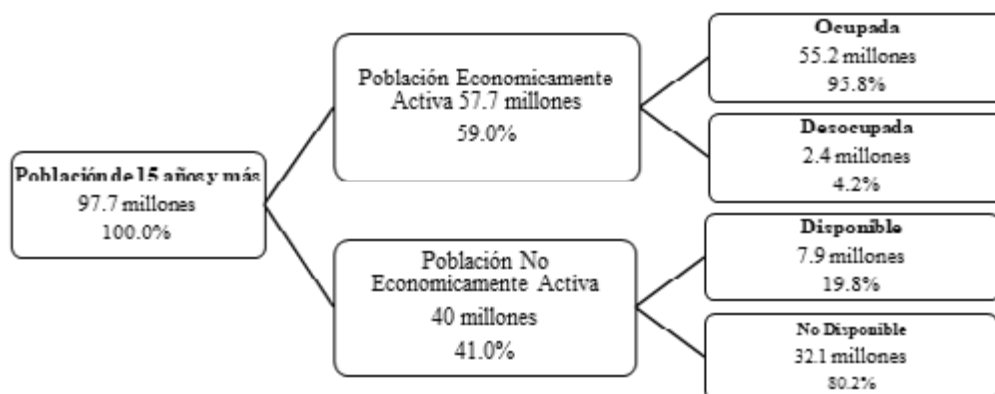 Población de 15 años y más
97.7 millones
100.0%
Población Economicamente
Activa 57.7 millones
59.0%
Población No
Economicamente Activa
40 millones
41.0%
Ocupada
55.2 millones
95.8%
Desocupada
2.4 millones
4.2%
Disponible
7.9 millones
19.8%
No Disponible
32.1 millones
80.2%